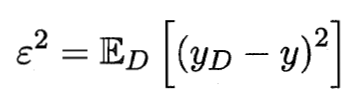 ε² = 𝔼_D [(y_D − y)²]